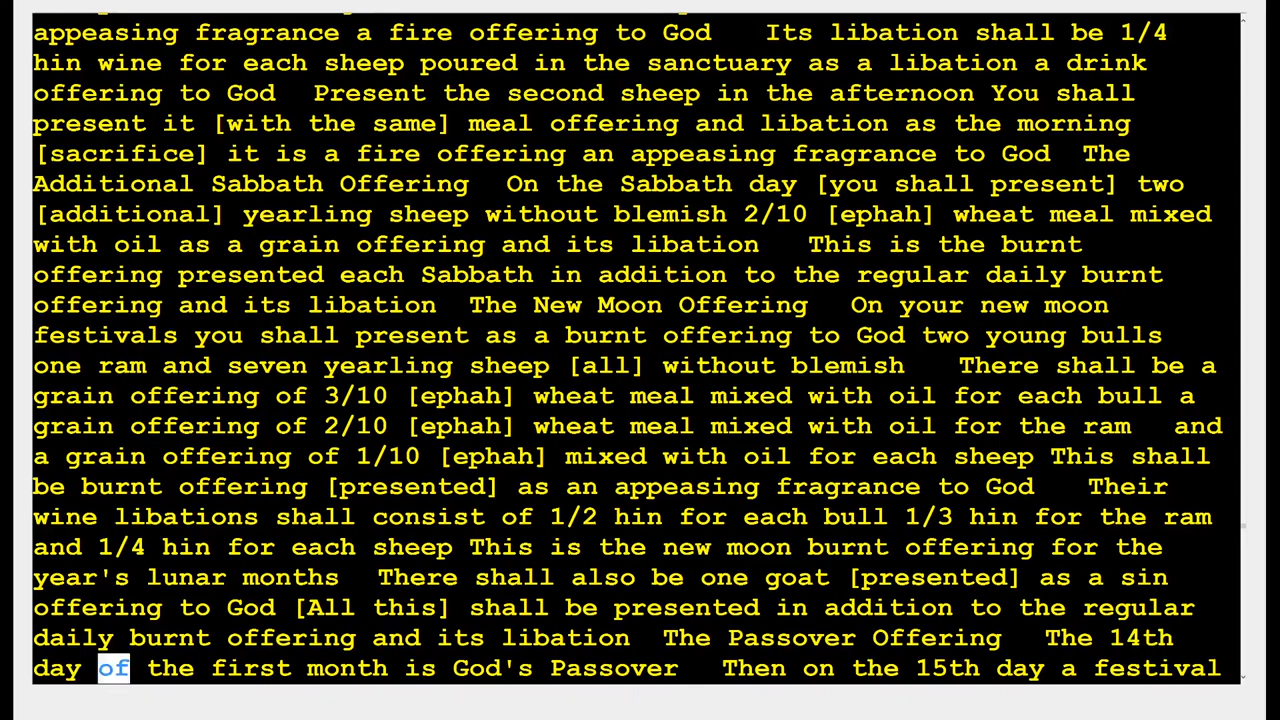 appeasing fragrance a fire offering to God Its libation shall be 1/4
hin wine for each sheep poured in the sanctuary as a libation a drink
offering to God Present the second sheep in the afternoon You shall
present it [with the same] meal offering and libation as the morning
[sacrifice] it is a fire offering an appeasing fragrance to God The
Additional Sabbath Offering On the Sabbath day [you shall present] two
[additional] yearling sheep without blemish 2/10 [ephah] wheat meal mixed
with oil as a grain offering and its libation This is the burnt
offering presented each Sabbath in addition to the regular daily burnt
offering and its libation The New Moon Offering On your new moon
festivals you shall present as a burnt offering to God two young bulls
one ram and seven yearling sheep [all] without blemish There shall be a
grain offering of 3/10 [ephah] wheat meal mixed with oil for each bull a
grain offering of 2/10 [ephah] wheat meal mixed with oil for the ram and
a grain offering of 1/10 [ephah] mixed with oil for each sheep This shall
be burnt offering [presented] as an appeasing fragrance to God Their
wine libations shall consist of 1/2 hin for each bull 1/3 hin for the ram
and 1/4 hin for each sheep This is the new moon burnt offering for the
year's lunar months There shall also be one goat [presented] as a sin
offering to God [All this] shall be presented in addition to the regular
daily burnt offering and its libation The Passover Offering The 14th
day of the first month is God's Passover Then on the 15th day a festival